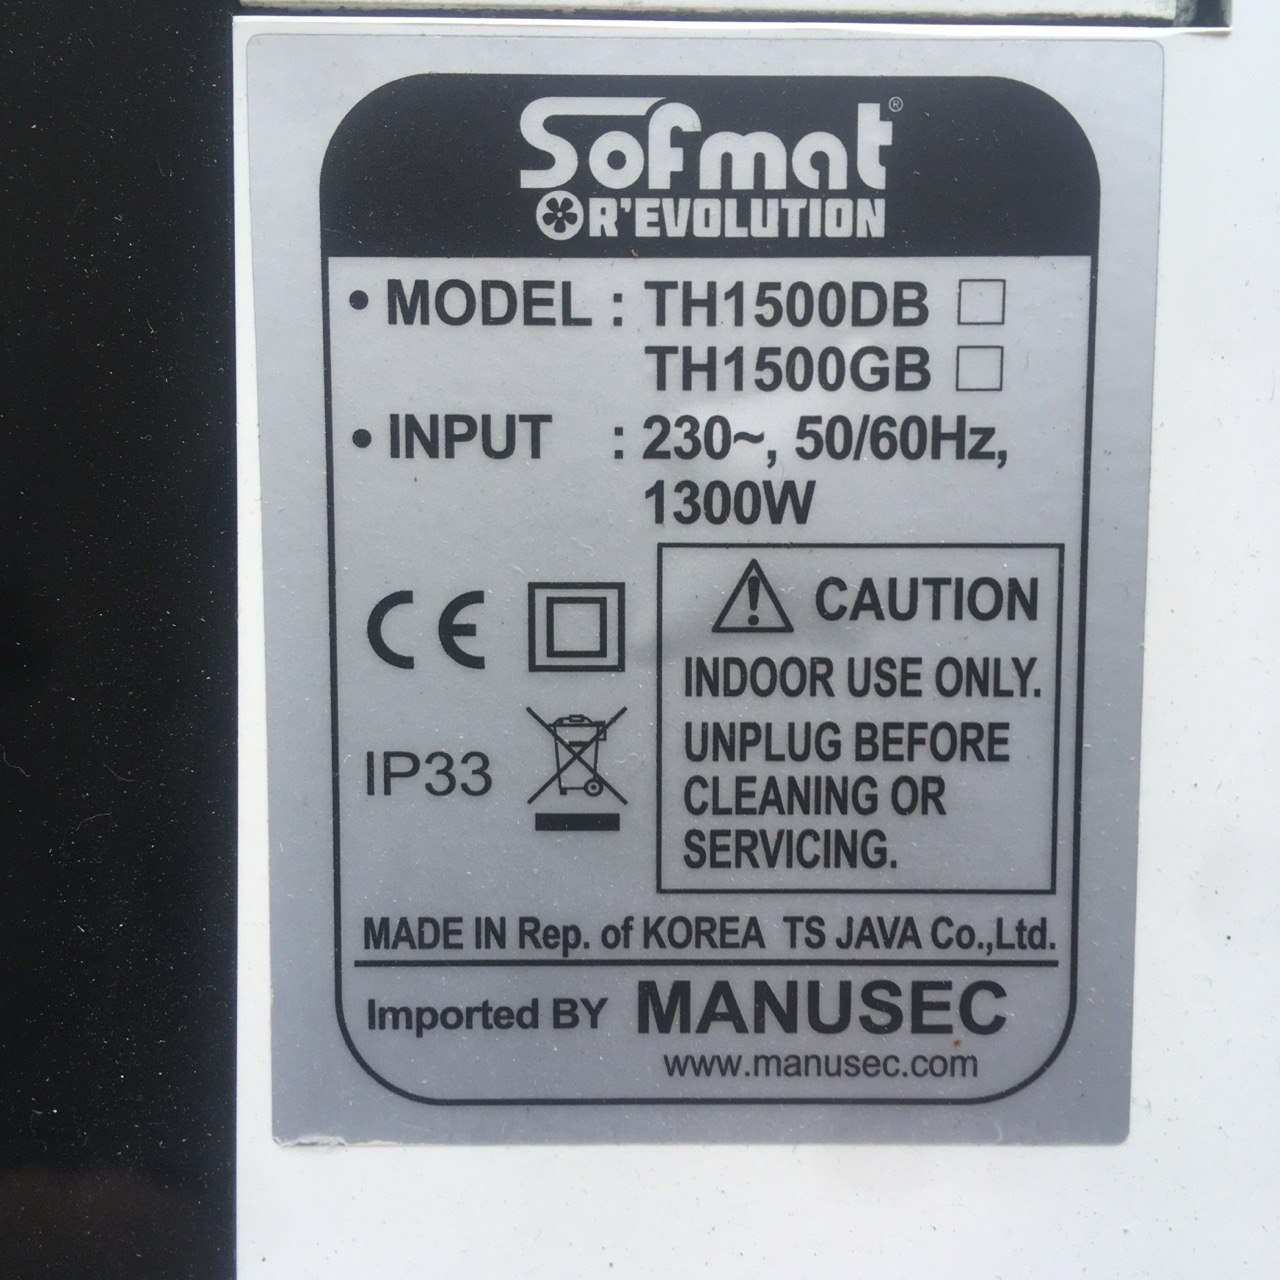 Sofmat®
R'EVOLUTION
• MODEL : TH1500DB □
TH1500GB □
• INPUT : 230~, 50/60Hz,
1300W
CE
IP33
CAUTION
INDOOR USE ONLY.
UNPLUG BEFORE
CLEANING OR
SERVICING.
MADE IN Rep. of KOREA TS JAVA Co.,Ltd.
Imported BY MANUSEC
www.manusec.com